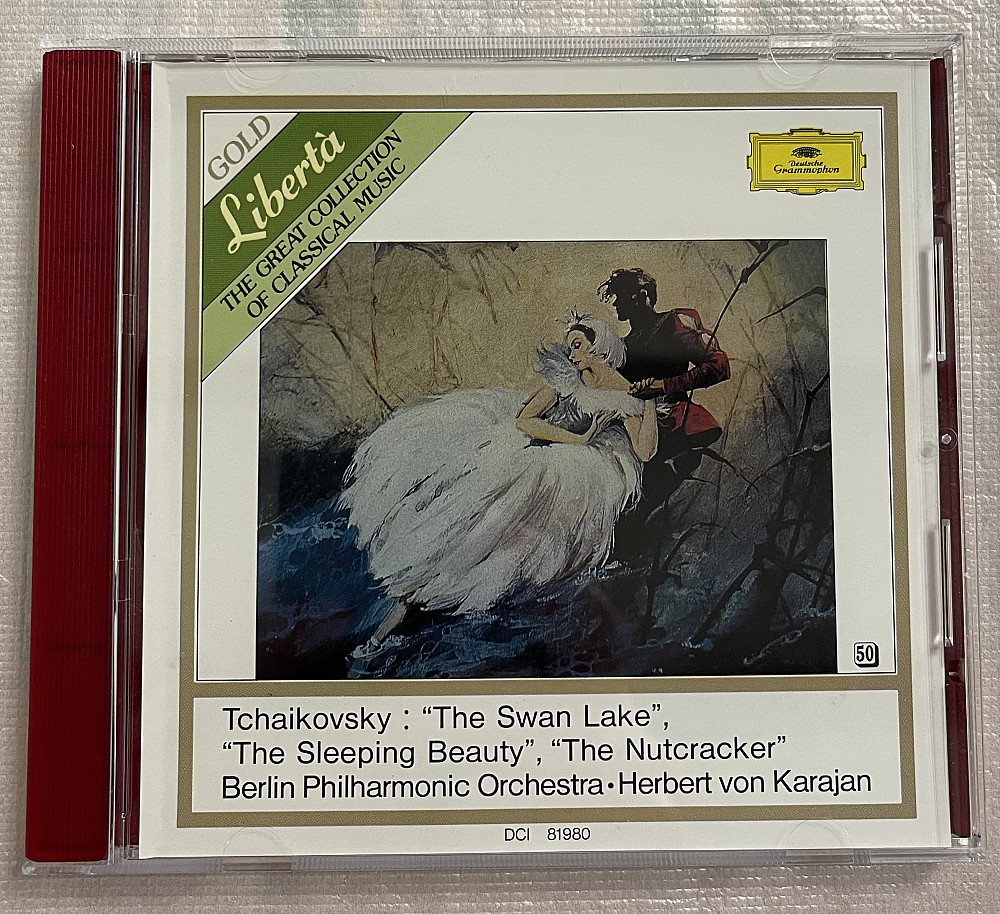 GOLD
Libertà
THE GREAT COLLECTION
OF CLASSICAL MUSIC
Deutsche
Grammophon
50
Tchaikovsky : “The Swan Lake”,
“The Sleeping Beauty”, “The Nutcracker”
Berlin Philharmonic Orchestra•Herbert von Karajan
DCI 81980